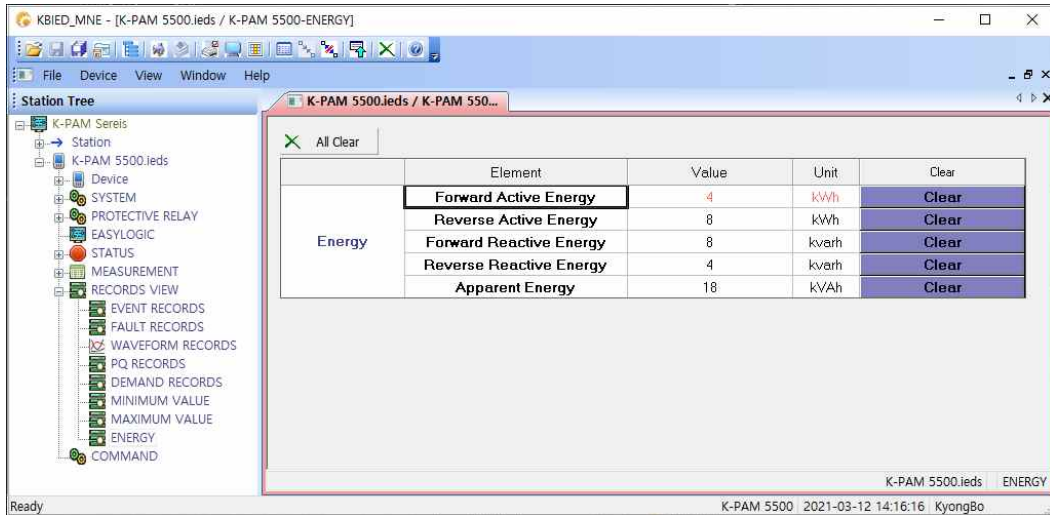 KBIED_MNE - [K-PAM 5500.ieds / K-PAM 5500-ENERGY]
File Device View Window Help
Station Tree
K-PAM 5500.ieds / K-PAM 550...
K-PAM Sereis
Station
K-PAM 5500.ieds
Device
SYSTEM
PROTECTIVE RELAY
EASYLOGIC
STATUS
MEASUREMENT
RECORDS VIEW
EVENT RECORDS
FAULT RECORDS
WAVEFORM RECORDS
PQ RECORDS
DEMAND RECORDS
MINIMUM VALUE
MAXIMUM VALUE
ENERGY
COMMAND
All Clear
Element Value Unit Clear
Energy
Forward Active Energy 4 kWh Clear
Reverse Active Energy 8 kWh Clear
Forward Reactive Energy 8 kvarh Clear
Reverse Reactive Energy 4 kvarh Clear
Apparent Energy 18 kVAh Clear
K-PAM 5500.ieds ENERGY
Ready K-PAM 5500 2021-03-12 14:16:16 KyongBo